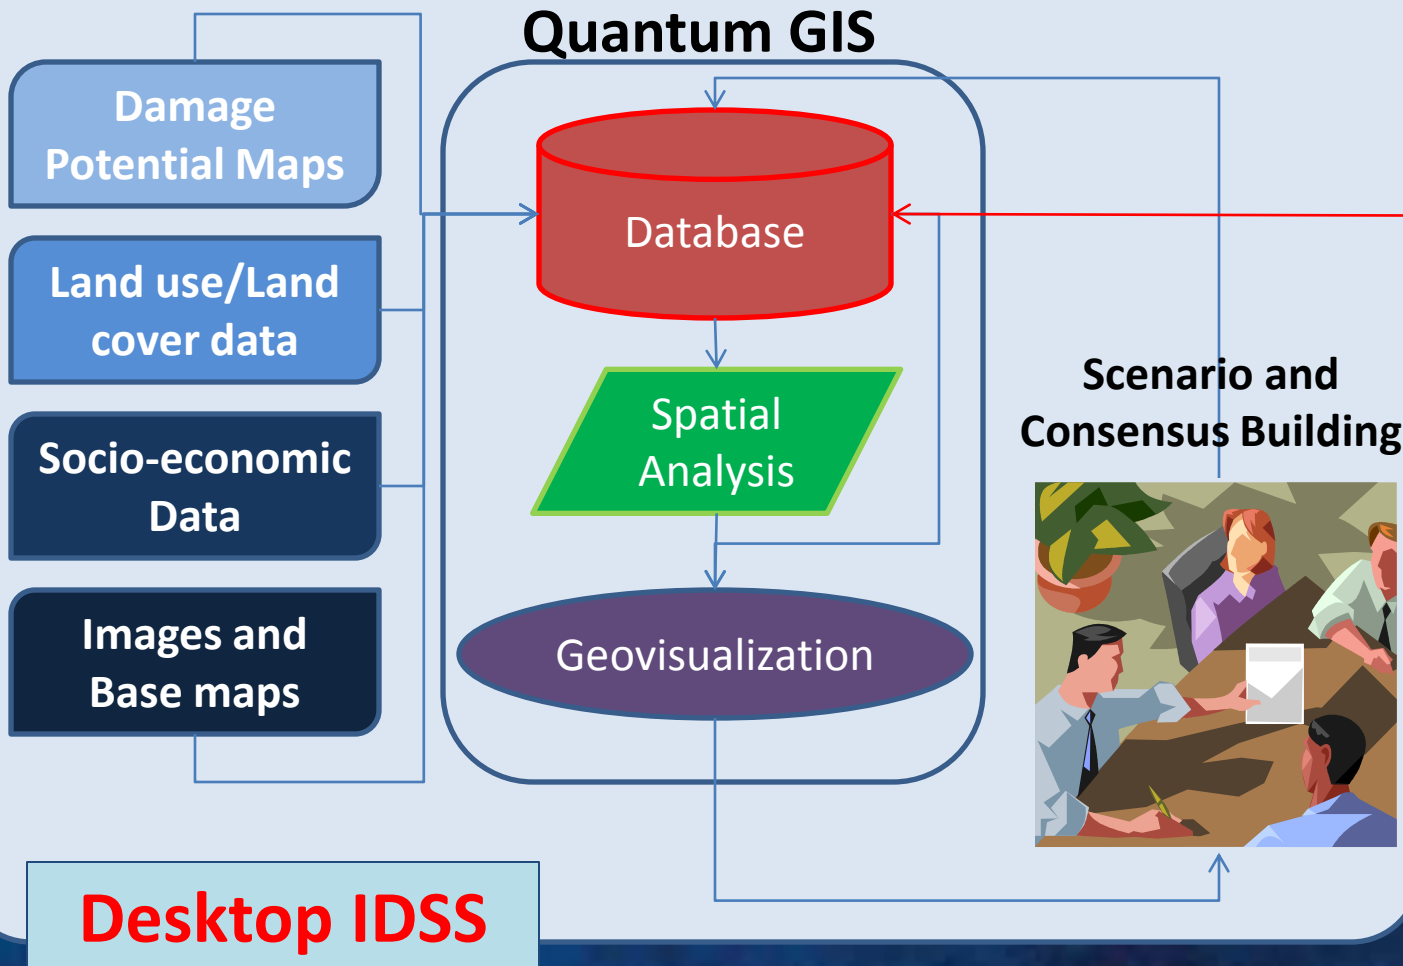 Quantum GIS
Damage
Potential Maps
Land use/Land
cover data
Socio-economic
Data
Images and
Base maps
Database
Spatial
Analysis
Geovisualization
Scenario and
Consensus Building
Desktop IDSS